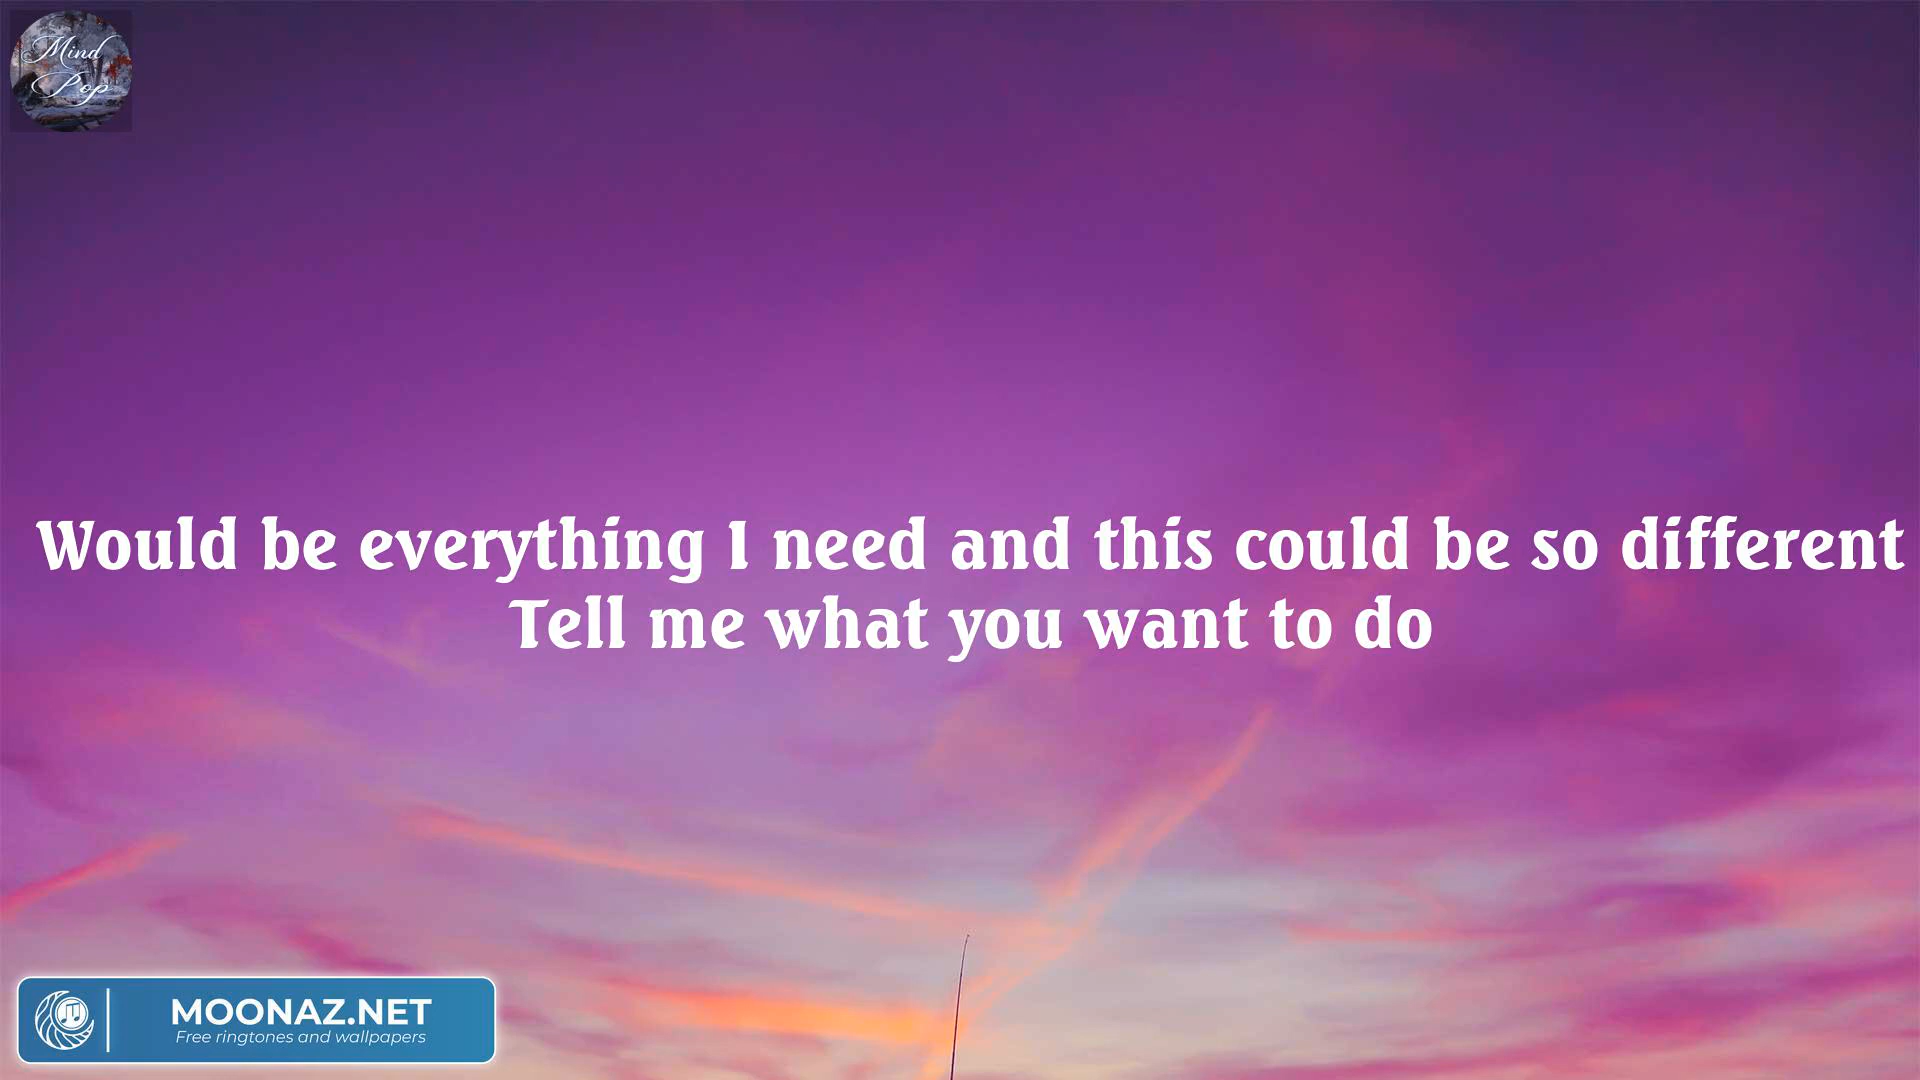 Mind
Pop
Would be everything I need and this could be so different
Tell me what you want to do
MOONAZ.NET
Free ringtones and wallpapers